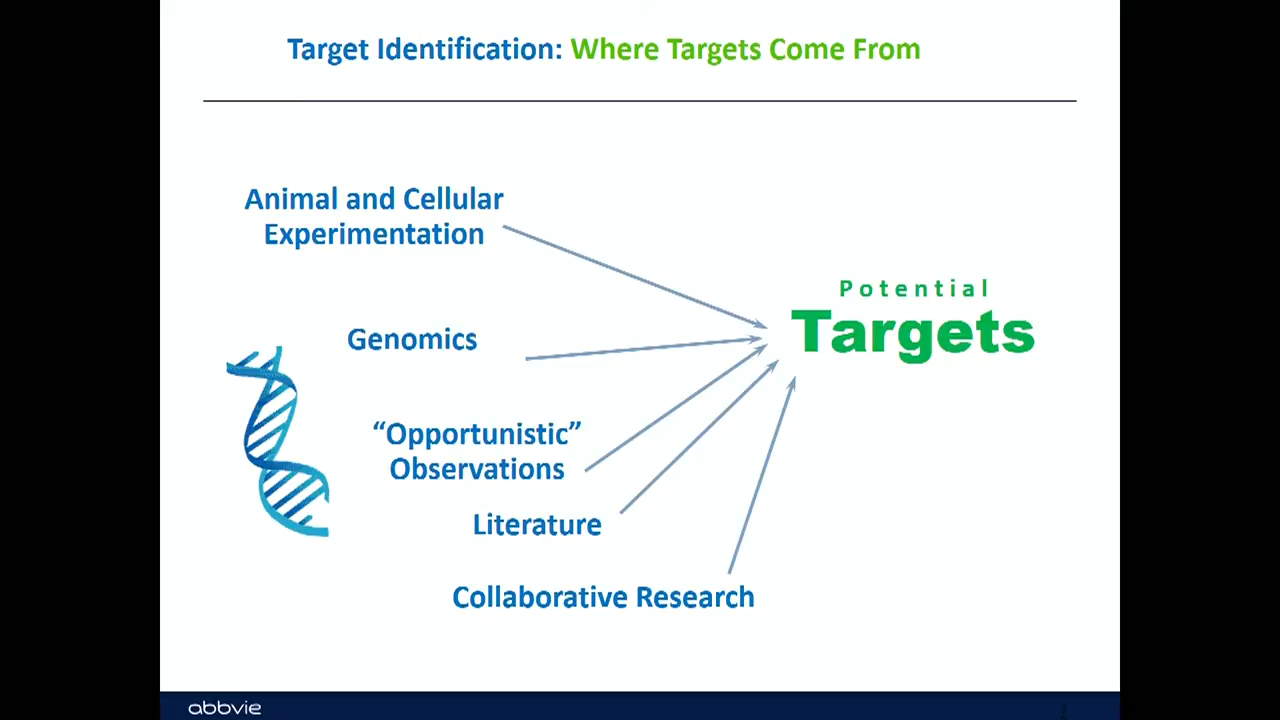 Target Identification: Where Targets Come From
Animal and Cellular
Experimentation
Potential
Targets
Genomics
“Opportunistic”
Observations
Literature
Collaborative Research
abbvie